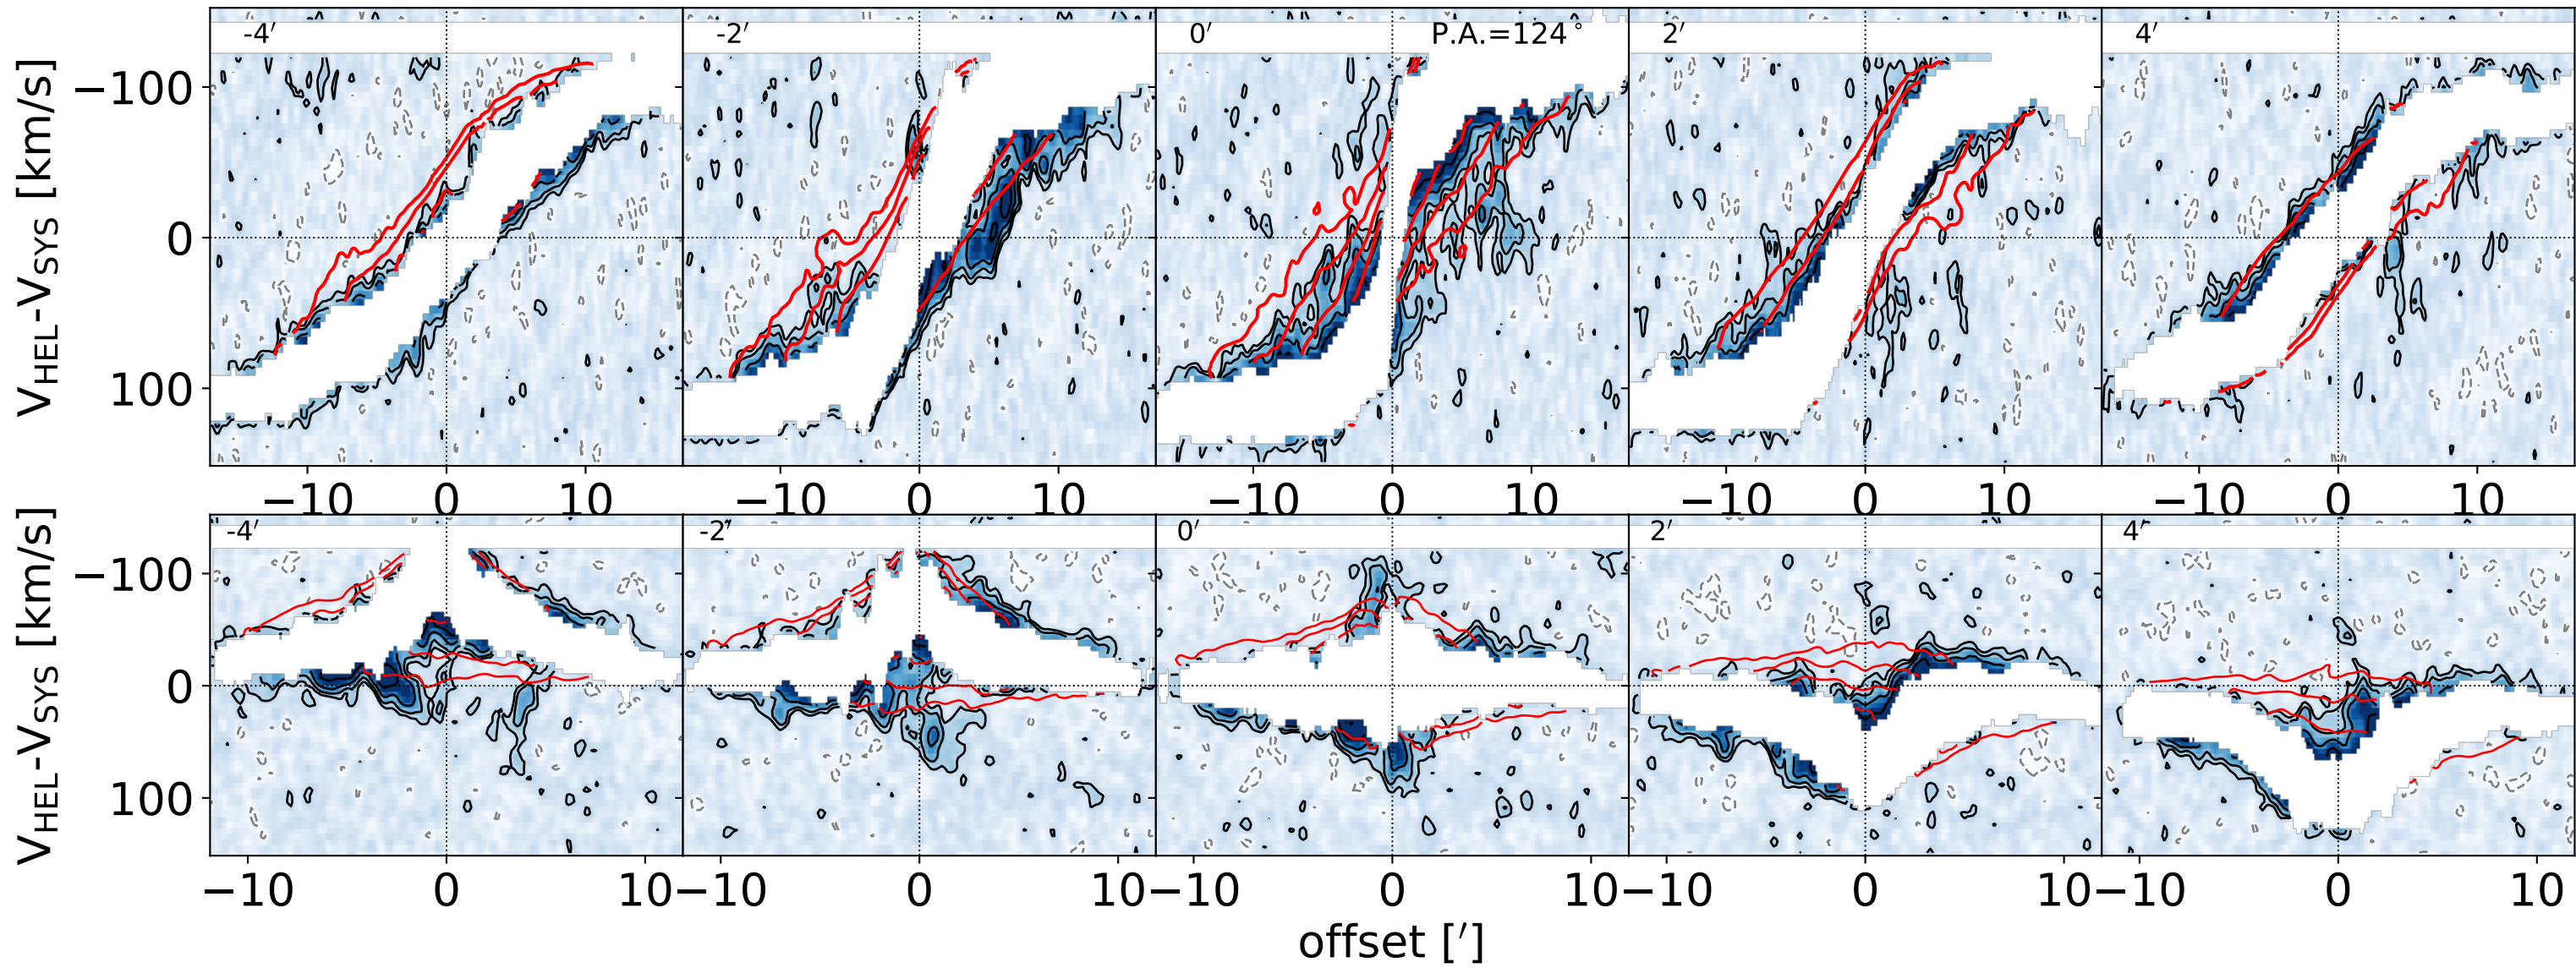 -4′ -2′ 0′ P.A.=124° 2′ 4′
V_HEL-V_SYS [km/s]
−100
0
100
−10 0 10 −10 0 10 −10 0 10 −10 0 10 −10 0 10
-4′ -2′ 0′ 2′ 4′
V_HEL-V_SYS [km/s]
−100
0
100
−10 0 10 −10 0 10 −10 0 10 −10 0 10 −10 0 10
offset [′]